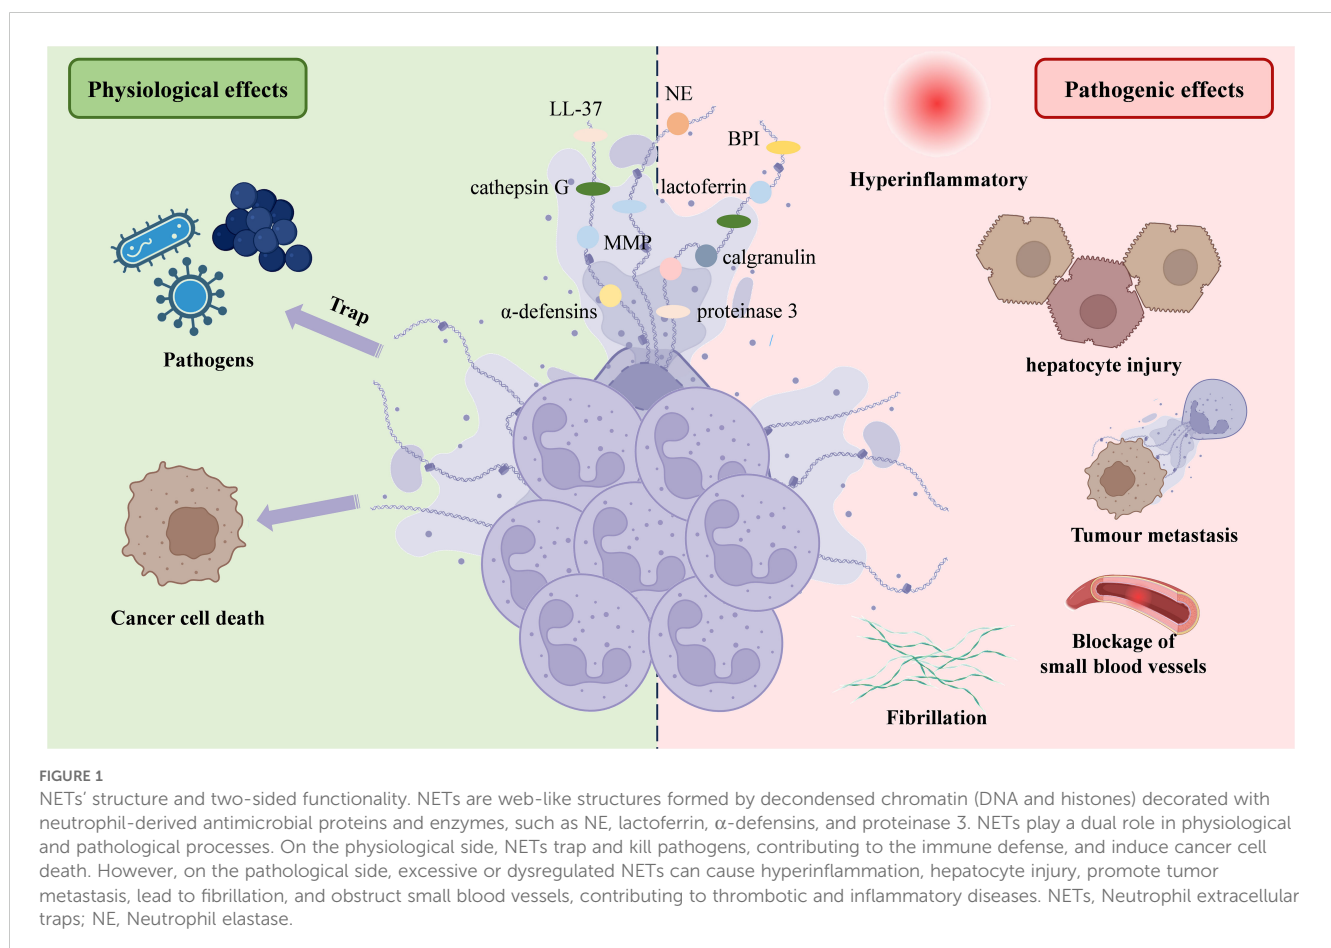 Physiological effects
Pathogenic effects
LL-37
NE
BPI
cathepsin G
lactoferrin
MMP
calgranulin
α-defensins
proteinase 3
Trap
Pathogens
Cancer cell death
Hyperinflammatory
hepatocyte injury
Tumour metastasis
Blockage of
small blood vessels
Fibrillation
FIGURE 1
NETs’ structure and two-sided functionality. NETs are web-like structures formed by decondensed chromatin (DNA and histones) decorated with
neutrophil-derived antimicrobial proteins and enzymes, such as NE, lactoferrin, α-defensins, and proteinase 3. NETs play a dual role in physiological
and pathological processes. On the physiological side, NETs trap and kill pathogens, contributing to the immune defense, and induce cancer cell
death. However, on the pathological side, excessive or dysregulated NETs can cause hyperinflammation, hepatocyte injury, promote tumor
metastasis, lead to fibrillation, and obstruct small blood vessels, contributing to thrombotic and inflammatory diseases. NETs, Neutrophil extracellular
traps; NE, Neutrophil elastase.